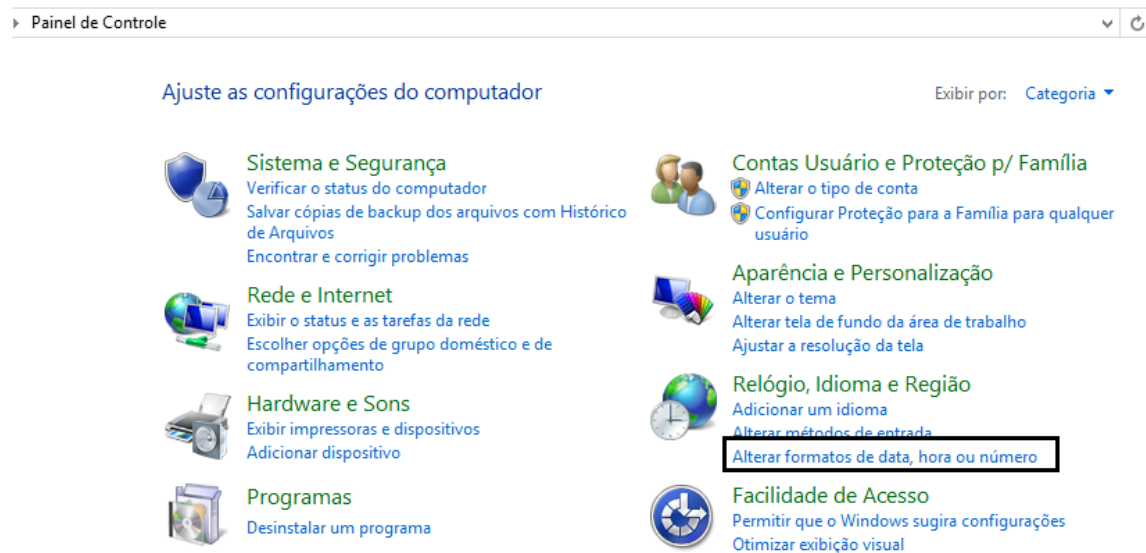 Painel de Controle
Ajuste as configurações do computador
Exibir por: Categoria
Sistema e Segurança
Verificar o status do computador
Salvar cópias de backup dos arquivos com Histórico
de Arquivos
Encontrar e corrigir problemas
Rede e Internet
Exibir o status e as tarefas da rede
Escolher opções de grupo doméstico e de
compartilhamento
Hardware e Sons
Exibir impressoras e dispositivos
Adicionar dispositivo
Programas
Desinstalar um programa
Contas Usuário e Proteção p/ Família
Alterar o tipo de conta
Configurar Proteção para a Família para qualquer
usuário
Aparência e Personalização
Alterar o tema
Alterar tela de fundo da área de trabalho
Ajustar a resolução da tela
Relógio, Idioma e Região
Adicionar um idioma
Alterar métodos de entrada
Alterar formatos de data, hora ou número
Facilidade de Acesso
Permitir que o Windows sugira configurações
Otimizar exibição visual